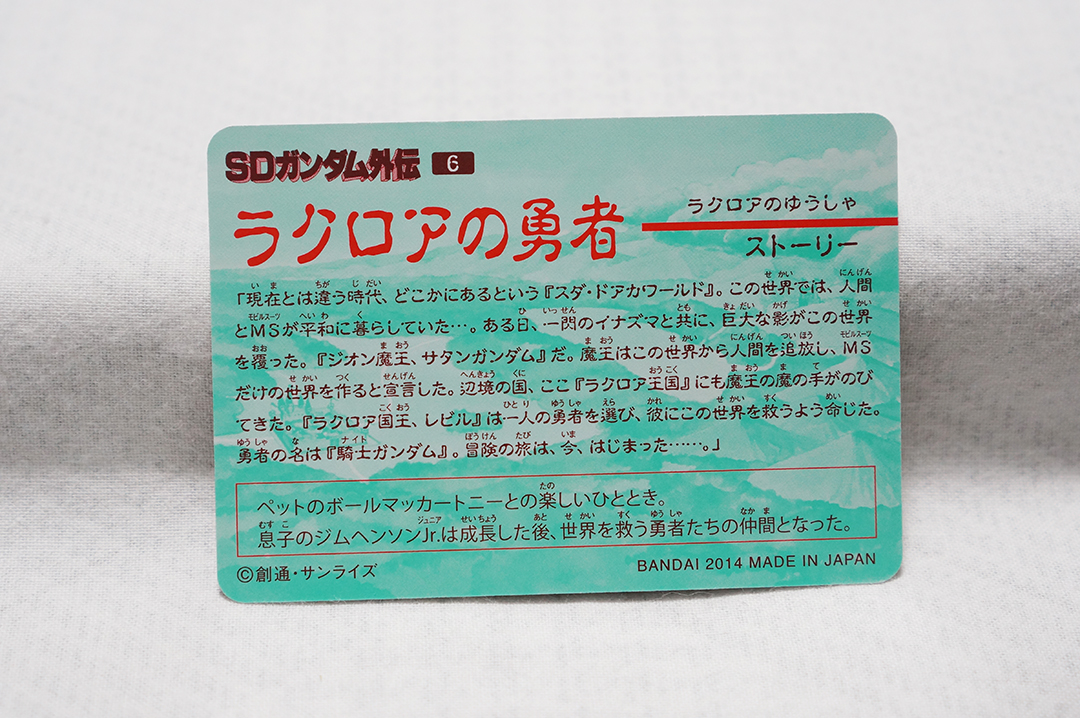 SDガンダム外伝 6
ラクロアの勇者
ラクロアのゆうしゃ
ストーリー
「現在とは違う時代、どこかにあるという『スダ・ドアカワールド』。この世界では、人間
とMSが平和に暮らしていた…。ある日、一閃のイナズマと共に、巨大な影がこの世界
を覆った。『ジオン魔王、サタンガンダム』だ。魔王はこの世界から人間を追放し、MS
だけの世界を作ると宣言した。辺境の国、ここ『ラクロア王国』にも魔王の魔の手がのび
てきた。『ラクロア国王、レビル』は一人の勇者を選び、彼にこの世界を救うよう命じた。
勇者の名は『騎士ガンダム』。冒険の旅は、今、はじまった……。」
ペットのボールマッカートニーとの楽しいひととき。
息子のジムヘンソンJr.は成長した後、世界を救う勇者たちの仲間となった。
©創通・サンライズ
BANDAI 2014 MADE IN JAPAN